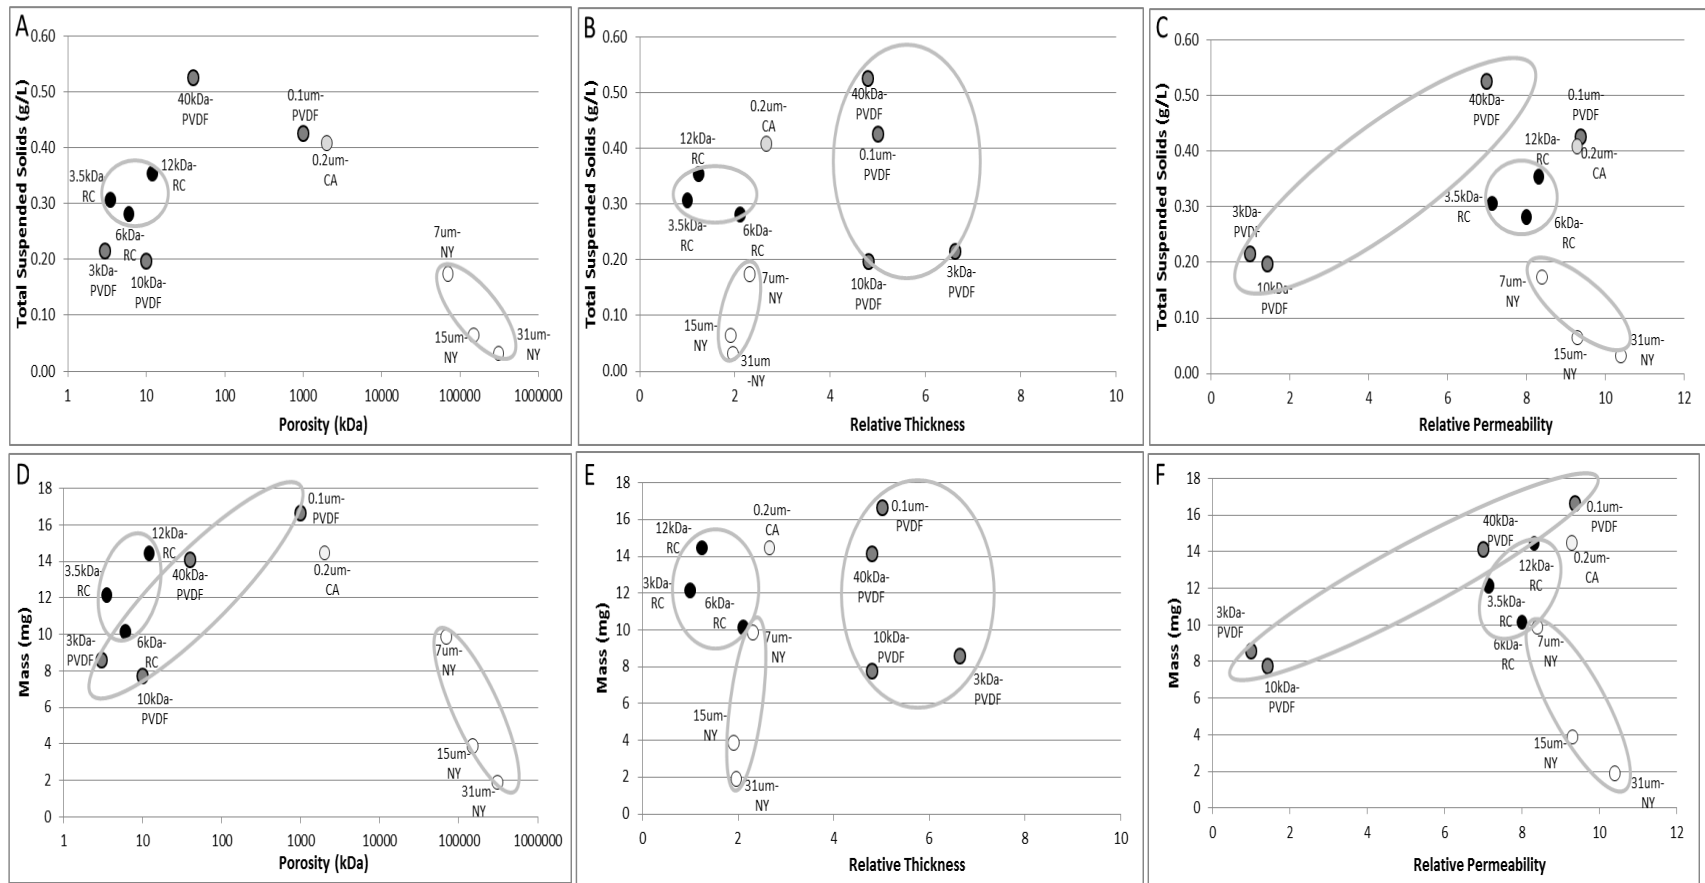 A
Total Suspended Solids (g/L)
0.60
0.50
0.40
0.30
0.20
0.10
0.00
40kDa-
PVDF
0.1um-
PVDF
0.2um-
CA
12kDa-
RC
3.5kDa
RC
6kDa-
RC
3kDa-
PVDF
10kDa-
PVDF
7um-
NY
15um-
NY
31um-
NY
1 10 100 1000 10000 100000 1000000
Porosity (kDa)
B
Total Suspended Solids (g/L)
0.60
0.50
0.40
0.30
0.20
0.10
0.00
40kDa-
PVDF
0.2um-
CA
0.1um-
PVDF
12kDa-
RC
3.5kDa-
RC
6kDa-
RC
10kDa-
PVDF
3kDa-
PVDF
7um-
NY
15um-
NY
31um
-NY
0 2 4 6 8 10
Relative Thickness
C
Total Suspended Solids (g/L)
0.60
0.50
0.40
0.30
0.20
0.10
0.00
40kDa-
PVDF
0.1um-
PVDF
12kDa-
RC
0.2um-
CA
3.5kDa-
RC
6kDa-
RC
3kDa-
PVDF
10kDa-
PVDF
7um-
NY
15um-
NY
31um-
NY
0 2 4 6 8 10 12
Relative Permeability
D
Mass (mg)
18
16
14
12
10
8
6
4
2
0
0.1um-
PVDF
12kDa-
RC
40kDa-
PVDF
0.2um-
CA
3.5kDa-
RC
3kDa-
PVDF
6kDa-
RC
10kDa-
PVDF
7um-
NY
15um-
NY
31um-
NY
1 10 100 1000 10000 100000 1000000
Porosity (kDa)
E
Mass (mg)
18
16
14
12
10
8
6
4
2
0
0.2um-
CA
0.1um-
PVDF
12kDa-
RC
40kDa-
PVDF
3kDa-
RC
6kDa-
RC
7um-
NY
10kDa-
PVDF
3kDa-
PVDF
15um-
NY
31um-
NY
0 2 4 6 8 10
Relative Thickness
F
Mass (mg)
18
16
14
12
10
8
6
4
2
0
0.1um-
PVDF
40kDa-
PVDF
12kDa-
RC
0.2um-
CA
3.5kDa-
RC
3kDa-
PVDF
6kDa-
RC
7um-
NY
10kDa-
PVDF
15um-
NY
31um-
NY
0 2 4 6 8 10 12
Relative Permeability